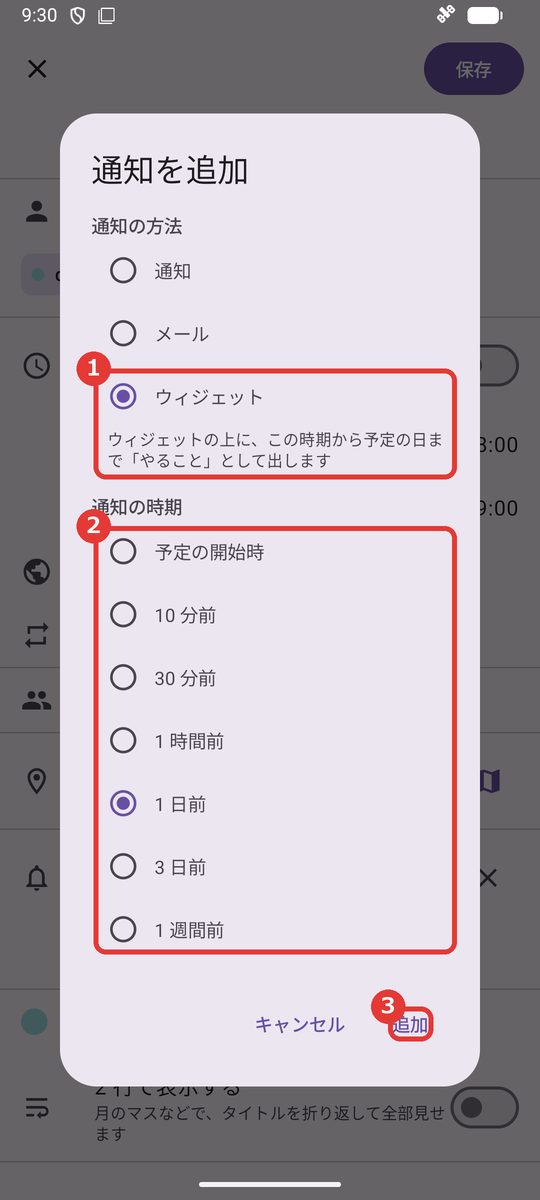 9:30
保存
通知を追加
通知の方法
通知
メール
1
ウィジェット
ウィジェットの上に、この時期から予定の日ま
で「やること」として出します
通知の時期
2
予定の開始時
10 分前
30 分前
1 時間前
1 日前
3 日前
1 週間前
3
キャンセル
追加
:00
9:00
2 行で表示する
月のマスなどで、タイトルを折り返して全部見せ
ます